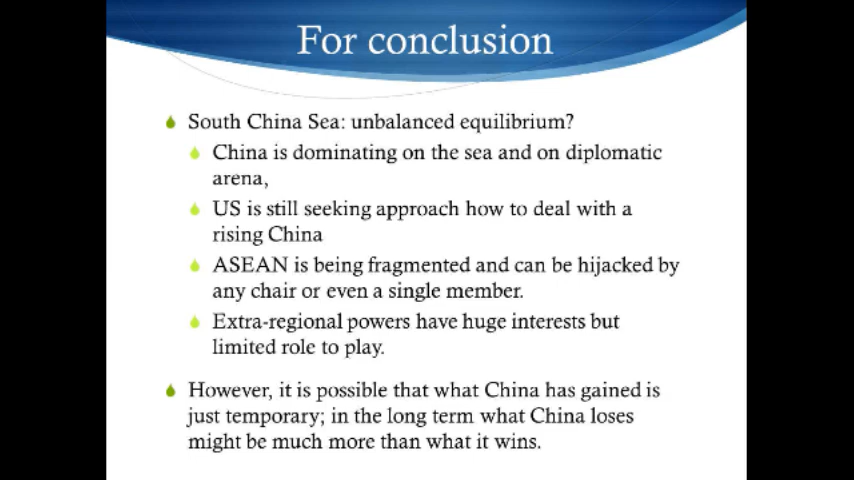 For conclusion
South China Sea: unbalanced equilibrium?
China is dominating on the sea and on diplomatic
arena,
US is still seeking approach how to deal with a
rising China
ASEAN is being fragmented and can be hijacked by
any chair or even a single member.
Extra-regional powers have huge interests but
limited role to play.
However, it is possible that what China has gained is
just temporary; in the long term what China loses
might be much more than what it wins.